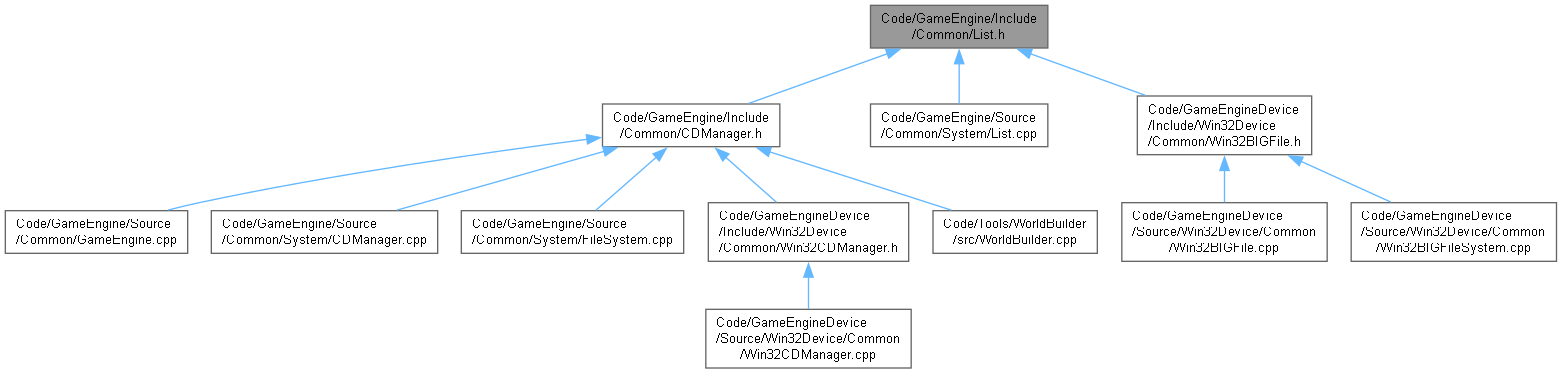 Code/GameEngine/Include
/Common/List.h
Code/GameEngine/Include
/Common/CDManager.h
Code/GameEngine/Source
/Common/System/List.cpp
Code/GameEngineDevice
/Include/Win32Device
/Common/Win32BIGFile.h
Code/GameEngine/Source
/Common/GameEngine.cpp
Code/GameEngine/Source
/Common/System/CDManager.cpp
Code/GameEngine/Source
/Common/System/FileSystem.cpp
Code/GameEngineDevice
/Include/Win32Device
/Common/Win32CDManager.h
Code/Tools/WorldBuilder
/src/WorldBuilder.cpp
Code/GameEngineDevice
/Source/Win32Device/Common
/Win32BIGFile.cpp
Code/GameEngineDevice
/Source/Win32Device/Common
/Win32BIGFileSystem.cpp
Code/GameEngineDevice
/Source/Win32Device/Common
/Win32CDManager.cpp